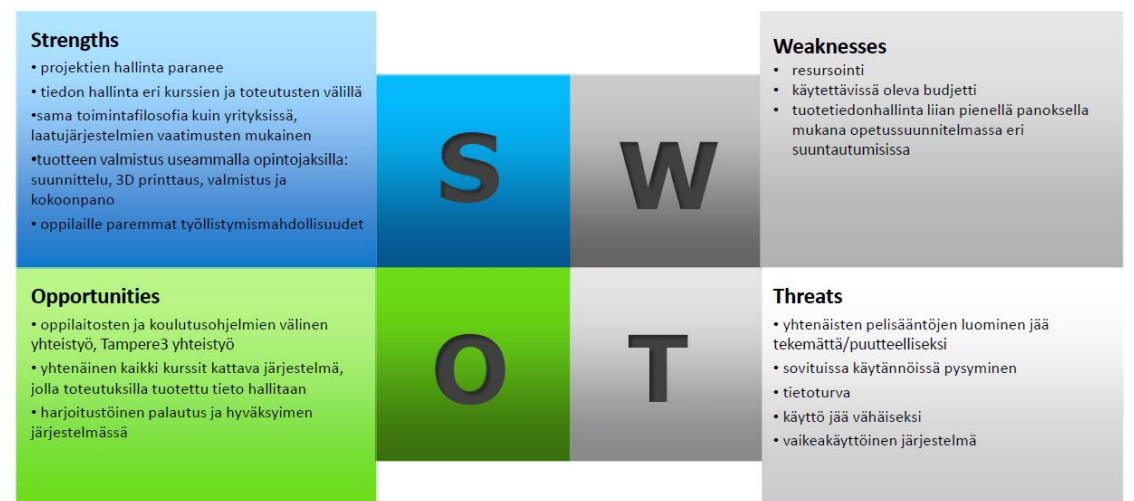 Strengths
• projektien hallinta paranee
• tiedon hallinta eri kurssien ja toteutusten välillä
•sama toimintafilosofia kuin yrityksissä,
laatujärjestelmien vaatimusten mukainen
•tuotteen valmistus useammalla opintojaksilla:
suunnittelu, 3D printtaus, valmistus ja
kokoonpano
• oppilaille paremmat työllistymismahdollisuudet
S
W
Weaknesses
• resursointi
• käytettävissä oleva budjetti
• tuotetiedonhallinta liian pienellä panoksella
mukana opetussuunnitelmassa eri
suuntautumisissa
Opportunities
• oppilaitosten ja koulutusohjelmien välinen
yhteistyö, Tampere3 yhteistyö
• yhtenäinen kaikki kurssit kattava järjestelmä,
jolla toteutuksilla tuotettu tieto hallitaan
• harjoitustöinen palautus ja hyväksyimen
järjestelmässä
O
T
Threats
• yhtenäisten pelisääntöjen luominen jää
tekemättä/puutteelliseksi
• sovituissa käytännöissä pysyminen
• tietoturva
• käyttö jää vähäiseksi
• vaikeakäyttöinen järjestelmä